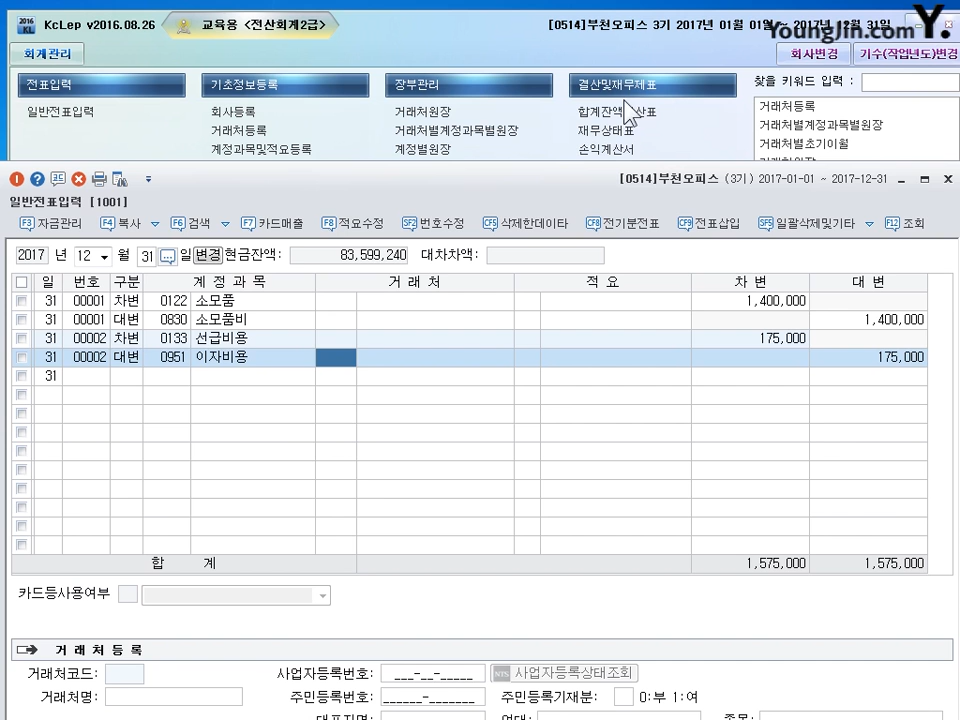 2016 KL KcLep v2016.08.26 교육용 <전산회계2급> [0514]부천오피스 3기 2017년 01월 01일 ~ 2017년 12월 31일
YoungJin.com Y.
회계관리 회사변경 기수(작업년도)변경
전표입력 기초정보등록 장부관리 결산및재무제표 찾을 키워드 입력 :
일반전표입력 회사등록 거래처원장 합계잔액 산표 거래처등록
거래처등록 거래처별계정과목별원장 재무상태표 거래처별계정과목별원장
계정과목및적요등록 계정별원장 손익계산서 거래처별초기이월
[0514]부천오피스 (3기) 2017-01-01 ~ 2017-12-31
일반전표입력 [1001]
F3 자금관리 F4 복사 F6 검색 F7 카드매출 F8 적요수정 SF2 번호수정 CF5 삭제한데이타 CF8 전기분전표 CF9 전표삽입 SF5 일괄삭제및기타 F12 조회
2017 년 12 월 31 일 변경 현금잔액: 83,599,240 대차차액:
일 번호 구분 계 정 과 목 거 래 처 적 요 차 변 대 변
31 00001 차변 0122 소모품 1,400,000
31 00001 대변 0830 소모품비 1,400,000
31 00002 차변 0133 선급비용 175,000
31 00002 대변 0951 이자비용 175,000
31
합 계 1,575,000 1,575,000
카드등사용여부
거 래 처 등 록
거래처코드: 사업자등록번호: ___-__-_____ NTS 사업자등록상태조회
거래처명: 주민등록번호: ______-_______ 주민등록기재분: 0:부 1:여